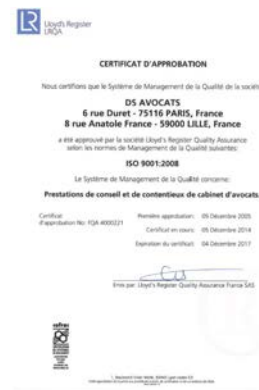 Lloyd's Register
LRQA
CERTIFICAT D'APPROBATION
Nous certifions que le Système de Management de la Qualité de la société
DS AVOCATS
6 rue Duret - 75116 PARIS, France
8 rue Anatole France - 59000 LILLE, France
a été approuvé par la société Lloyd's Register Quality Assurance
selon les normes de Management de la Qualité suivantes:
ISO 9001:2008
Le Système de Management de la Qualité concerne:
Prestations de conseil et de contentieux de cabinet d'avocats
Certificat
d'approbation No: FQA 4000221
Première approbation: 05 Décembre 2005
Certificat en cours: 05 Décembre 2014
Expiration du certificat: 04 Décembre 2017
Emis par: Lloyd's Register Quality Assurance France SAS
cofrac